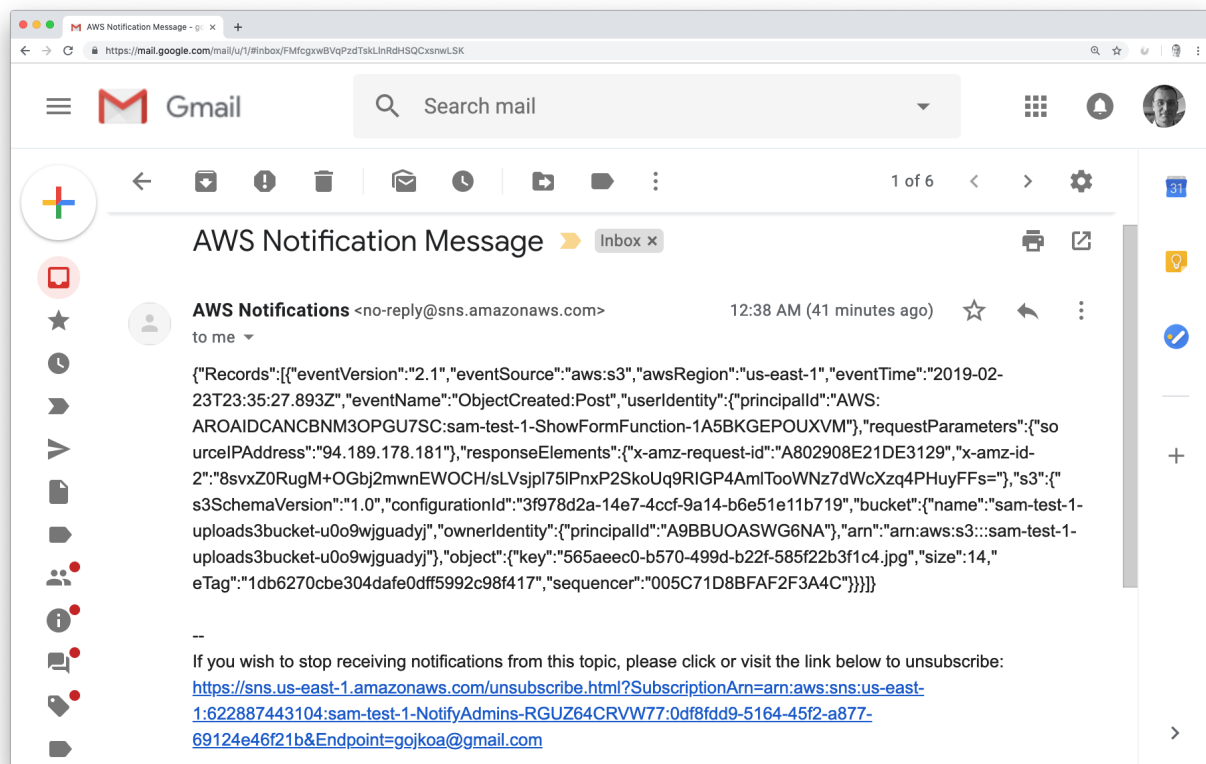 AWS Notification Message - go
https://mail.google.com/mail/u/1/#inbox/FMfcgxwBVqPzdTskLlnRdHSQCxsnwLSK
Gmail
Search mail
1 of 6
31
AWS Notification Message
Inbox
AWS Notifications <no-reply@sns.amazonaws.com>
12:38 AM (41 minutes ago)
to me
{"Records":[{"eventVersion":"2.1","eventSource":"aws:s3","awsRegion":"us-east-1","eventTime":"2019-02-
23T23:35:27.893Z","eventName":"ObjectCreated:Post","userIdentity":{"principalId":"AWS:
AROAIDCANCBNM3OPGU7SC:sam-test-1-ShowFormFunction-1A5BKGEPOUXVM"},"requestParameters":{"so
urceIPAddress":"94.189.178.181"},"responseElements":{"x-amz-request-id":"A802908E21DE3129","x-amz-id-
2":"8svxZ0RugM+OGbj2mwnEWOCH/sLVsjpl75lPnxP2SkoUq9RIGP4AmlTooWNz7dWcXzq4PHuyFFs="},"s3":{"
s3SchemaVersion":"1.0","configurationId":"3f978d2a-14e7-4ccf-9a14-b6e51e11b719","bucket":{"name":"sam-test-1-
uploads3bucket-u0o9wjguadyj","ownerIdentity":{"principalId":"A9BBUOASWG6NA"},"arn":"arn:aws:s3:::sam-test-1-
uploads3bucket-u0o9wjguadyj"},"object":{"key":"565aeec0-b570-499d-b22f-585f22b3f1c4.jpg","size":14,"
eTag":"1db6270cbe304dafe0dff5992c98f417","sequencer":"005C71D8BFAF2F3A4C"}}}]}
--
If you wish to stop receiving notifications from this topic, please click or visit the link below to unsubscribe:
https://sns.us-east-1.amazonaws.com/unsubscribe.html?SubscriptionArn=arn:aws:sns:us-east-
1:622887443104:sam-test-1-NotifyAdmins-RGUZ64CRVW77:0df8fdd9-5164-45f2-a877-
69124e46f21b&Endpoint=gojkoa@gmail.com